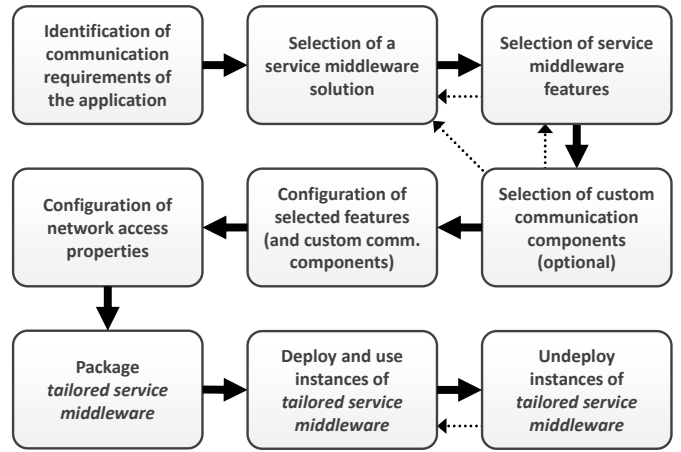 Identification of
communication
requirements of
the application
Selection of a
service middleware
solution
Selection of service
middleware
features
Configuration of
network access
properties
Configuration of
selected features
(and custom comm.
components)
Selection of custom
communication
components
(optional)
Package
tailored service
middleware
Deploy and use
instances of
tailored service
middleware
Undeploy
instances of
tailored service
middleware